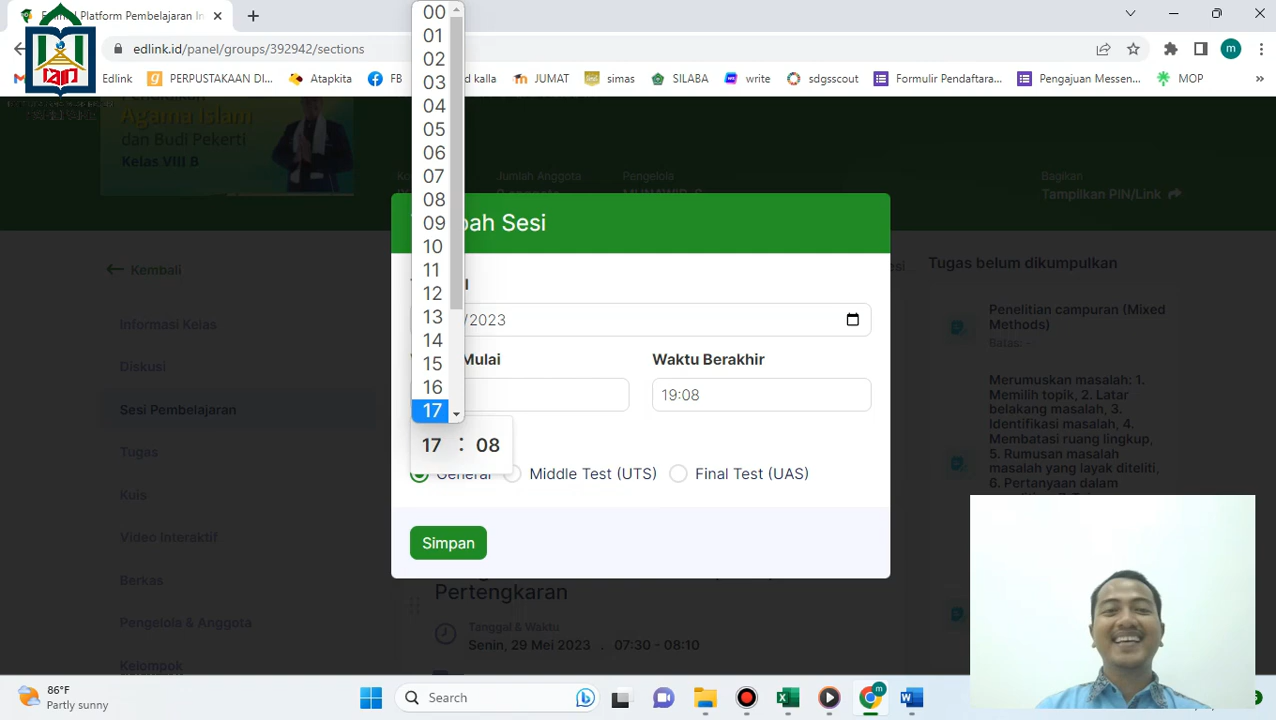 Edlink | Platform Pembelajaran In
edlink.id/panel/groups/392942/sections
Edlink
PERPUSTAKAAN DI...
Atapkita
FB
kalla
JUMAT
simas
SILABA
write
sdgsscout
Formulir Pendaftara...
Pengajuan Messen...
MOP
»
m
Agama Islam
dan Budi Pekerti
Kelas VIII B
Jumlah Anggota
Pengelola
Bagikan
Tampilkan PIN/Link
Kembali
Informasi Kelas
Diskusi
Sesi Pembelajaran
Tugas
Kuis
Video Interaktif
Berkas
Pengelola & Anggota
Kelompok
00
01
02
03
04
05
06
07
08
09
10
11
12
13
14
15
16
17
bah Sesi
/2023
Mulai
Waktu Berakhir
19:08
17 : 08
General
Middle Test (UTS)
Final Test (UAS)
Simpan
Pertengkaran
Tanggal & Waktu
Senin, 29 Mei 2023 . 07:30 - 08:10
Tugas belum dikumpulkan
Penelitian campuran (Mixed
Methods)
Batas: -
Merumuskan masalah: 1.
Memilih topik, 2. Latar
belakang masalah, 3.
Identifikasi masalah, 4.
Membatasi ruang lingkup,
5. Rumusan masalah
masalah yang layak diteliti,
6. Pertanyaan dalam
86°F
Partly sunny
Search